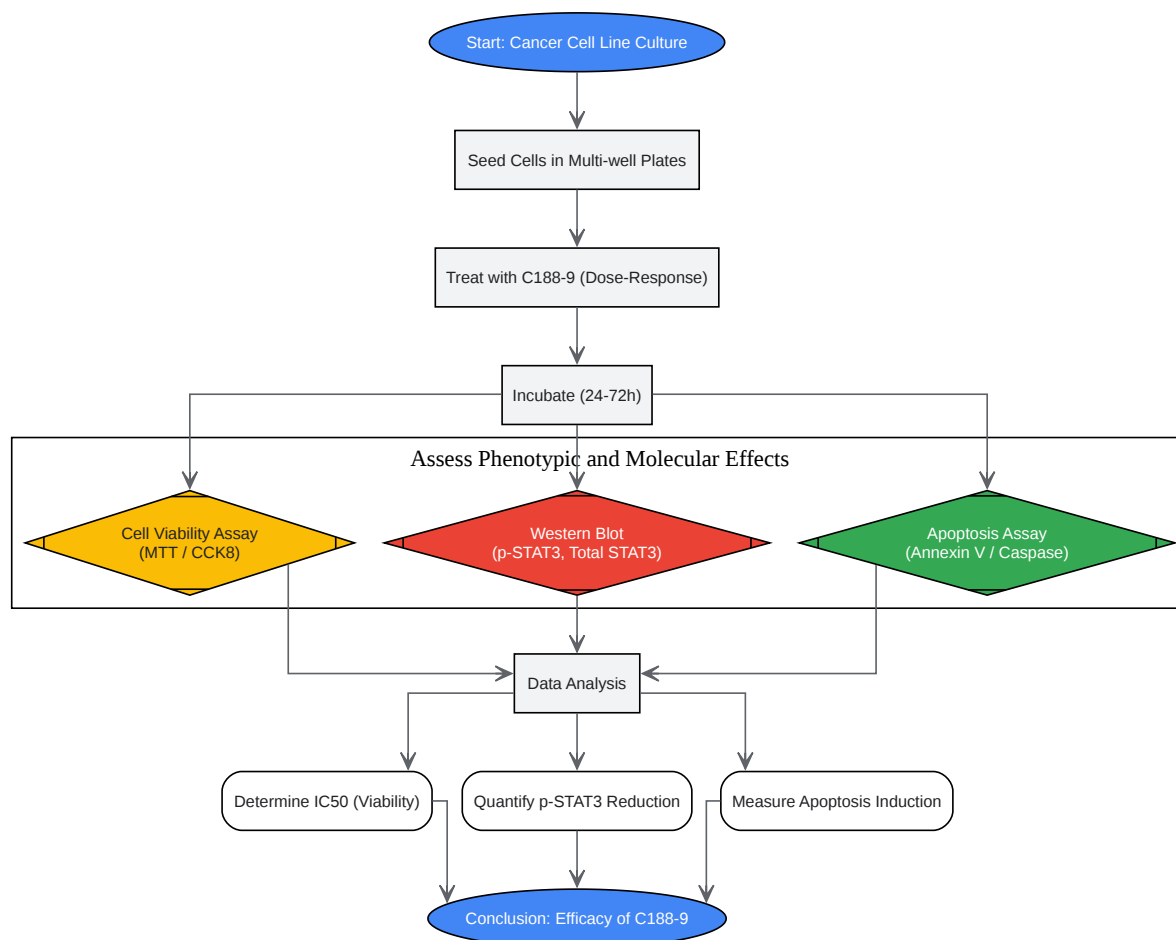 Start: Cancer Cell Line Culture
Seed Cells in Multi-well Plates
Treat with C188-9 (Dose-Response)
Incubate (24-72h)
Assess Phenotypic and Molecular Effects
Cell Viability Assay
(MTT / CCK8)
Western Blot
(p-STAT3, Total STAT3)
Apoptosis Assay
(Annexin V / Caspase)
Data Analysis
Determine IC50 (Viability)
Quantify p-STAT3 Reduction
Measure Apoptosis Induction
Conclusion: Efficacy of C188-9